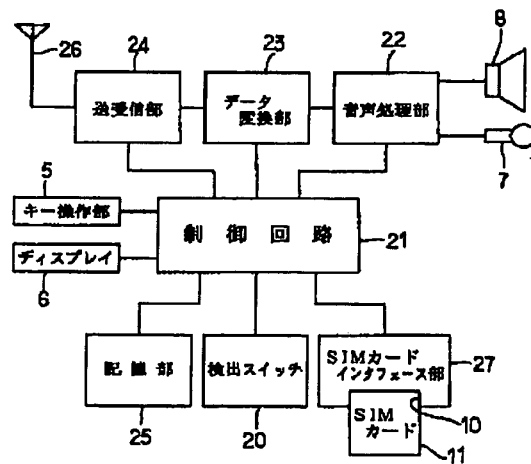 8
26
24
23
22
送受信部
データ
変換部
音声処理部
7
5
キー操作部
制御回路
21
ディスプレイ
6
記憶部
検出スイッチ
SIMカード
インタフェース部
27
25
20
SIM
カード
10
11